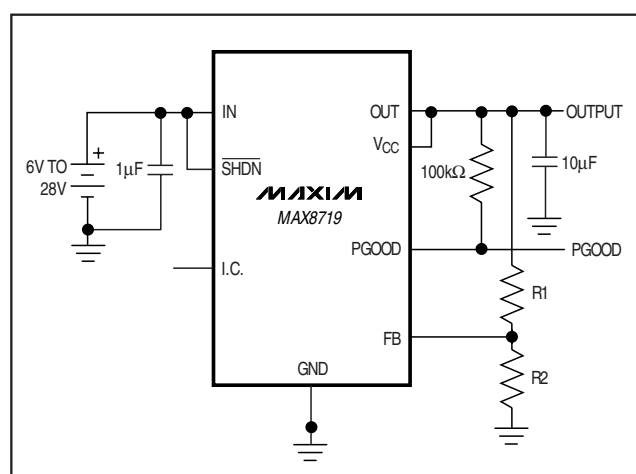 IN
OUT
OUTPUT
VCC
6V TO
28V
+
1μF
SHDN
100kΩ
10μF
MAXIM
MAX8719
PGOOD
PGOOD
I.C.
R1
FB
R2
GND